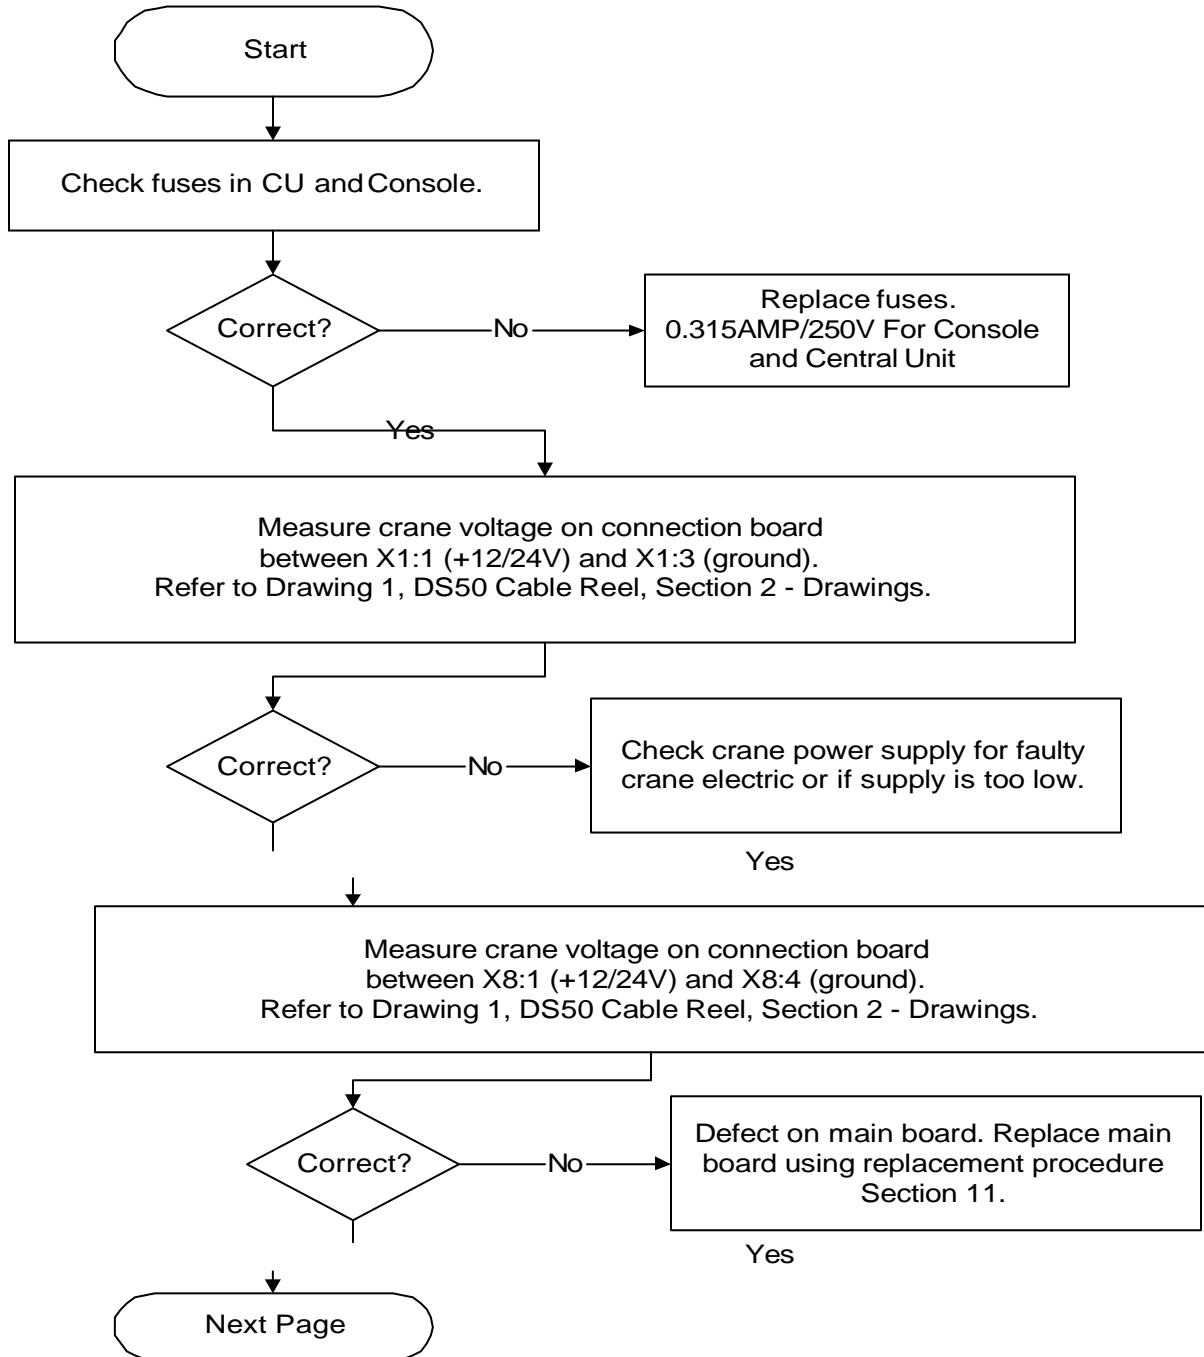 Start
Check fuses in CU and Console.
Correct?
No
Replace fuses.
0.315AMP/250V For Console
and Central Unit
Yes
Measure crane voltage on connection board
between X1:1 (+12/24V) and X1:3 (ground).
Refer to Drawing 1, DS50 Cable Reel, Section 2 - Drawings.
Correct?
No
Check crane power supply for faulty
crane electric or if supply is too low.
Yes
Measure crane voltage on connection board
between X8:1 (+12/24V) and X8:4 (ground).
Refer to Drawing 1, DS50 Cable Reel, Section 2 - Drawings.
Correct?
No
Defect on main board. Replace main
board using replacement procedure
Section 11.
Yes
Next Page